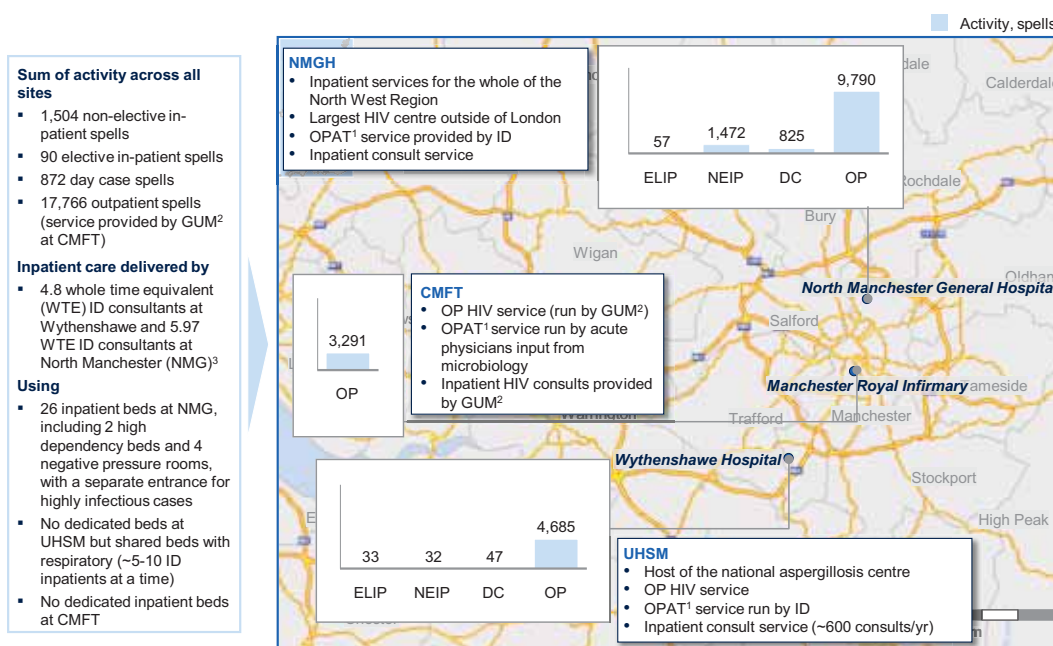 Activity, spells
Sum of activity across all
sites
▪ 1,504 non-elective in-
patient spells
▪ 90 elective in-patient spells
▪ 872 day case spells
▪ 17,766 outpatient spells
(service provided by GUM²
at CMFT)
Inpatient care delivered by
▪ 4.8 whole time equivalent
(WTE) ID consultants at
Wythenshawe and 5.97
WTE ID consultants at
North Manchester (NMG)³
Using
▪ 26 inpatient beds at NMG,
including 2 high
dependency beds and 4
negative pressure rooms,
with a separate entrance for
highly infectious cases
▪ No dedicated beds at
UHSM but shared beds with
respiratory (~5-10 ID
inpatients at a time)
▪ No dedicated inpatient beds
at CMFT
NMGH
• Inpatient services for the whole of the
North West Region
• Largest HIV centre outside of London
• OPAT¹ service provided by ID
• Inpatient consult service
57 1,472 825 9,790
ELIP NEIP DC OP
dale
Calderdal
Rochdale
Bury
Wigan
Oldha
North Manchester General Hospita
Salford
CMFT
• OP HIV service (run by GUM²)
• OPAT¹ service run by acute
physicians input from
microbiology
• Inpatient HIV consults provided
by GUM²
3,291
OP
Manchester Royal Infirmary
Tameside
Warrington
Trafford
Manchester
Wythenshawe Hospital
Stockport
High Peak
33 32 47 4,685
ELIP NEIP DC OP
UHSM
• Host of the national aspergillosis centre
• OP HIV service
• OPAT¹ service run by ID
• Inpatient consult service (~600 consults/yr)